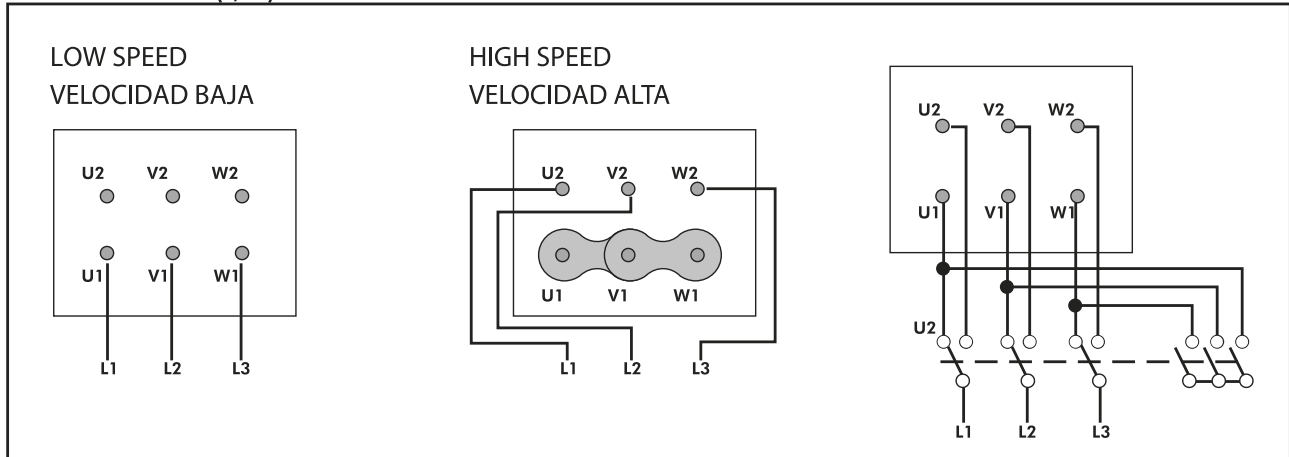 LOW SPEED
VELOCIDAD BAJA
U2 V2 W2
U1 V1 W1
L1 L2 L3
HIGH SPEED
VELOCIDAD ALTA
U2 V2 W2
U1 V1 W1
L1 L2 L3
U2 V2 W2
U1 V1 W1
U2
L1 L2 L3